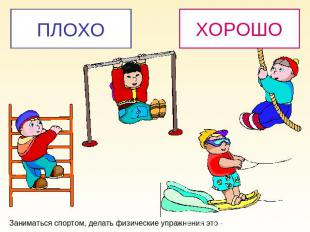 ПЛОХО
ХОРОШО
Заниматься спортом, делать физические упражнения это -